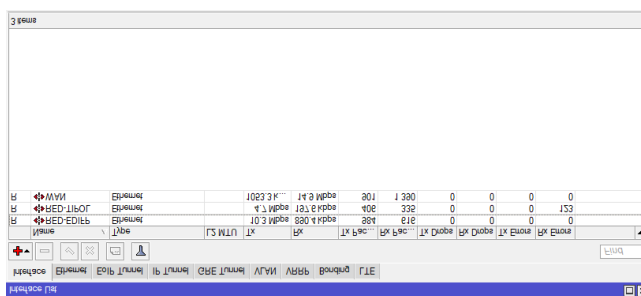 Interface List
Interface Ethernet EoIP Tunnel IP Tunnel GRE Tunnel VLAN VRRP Bonding LTE
Find
Name / Type L2 MTU Tx Rx Tx Pac... Rx Pac... Tx Drops Rx Drops Tx Errors Rx Errors
R RED-EDIFP Ethernet 10.3 Mbps 890.4 kbps 984 616 0 0 0 0
R RED-TIPOL Ethernet 4.7 Mbps 197.6 kbps 406 335 0 0 0 123
R WAN Ethernet 1053.3 k... 14.9 Mbps 901 1 390 0 0 0 0
3 items